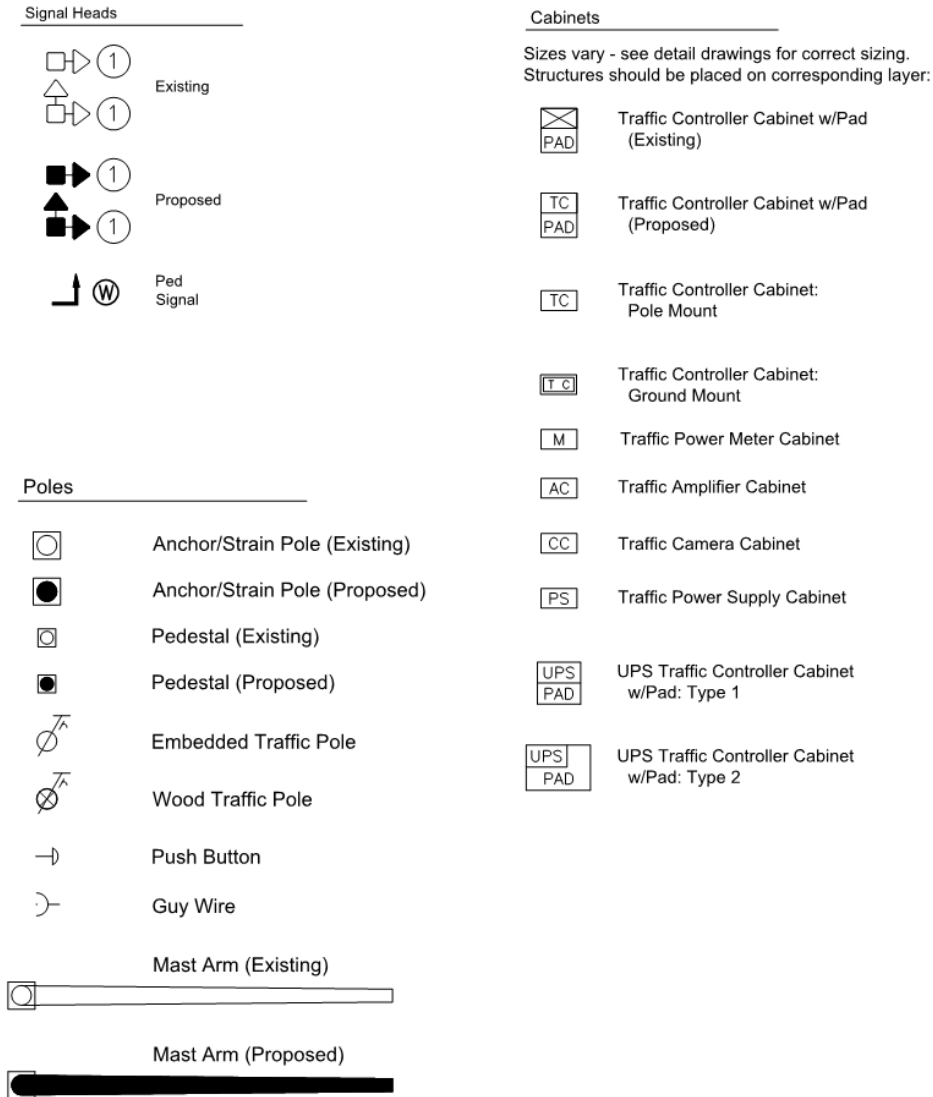 Signal Heads
1
Existing
1
1
Proposed
1
W
Ped
Signal
Poles
Anchor/Strain Pole (Existing)
Anchor/Strain Pole (Proposed)
Pedestal (Existing)
Pedestal (Proposed)
Embedded Traffic Pole
Wood Traffic Pole
Push Button
Guy Wire
Mast Arm (Existing)
Mast Arm (Proposed)
Cabinets
Sizes vary - see detail drawings for correct sizing.
Structures should be placed on corresponding layer:
PAD
Traffic Controller Cabinet w/Pad
(Existing)
TC
PAD
Traffic Controller Cabinet w/Pad
(Proposed)
TC
Traffic Controller Cabinet:
Pole Mount
T C
Traffic Controller Cabinet:
Ground Mount
M Traffic Power Meter Cabinet
AC Traffic Amplifier Cabinet
CC Traffic Camera Cabinet
PS Traffic Power Supply Cabinet
UPS
PAD
UPS Traffic Controller Cabinet
w/Pad: Type 1
UPS
PAD
UPS Traffic Controller Cabinet
w/Pad: Type 2